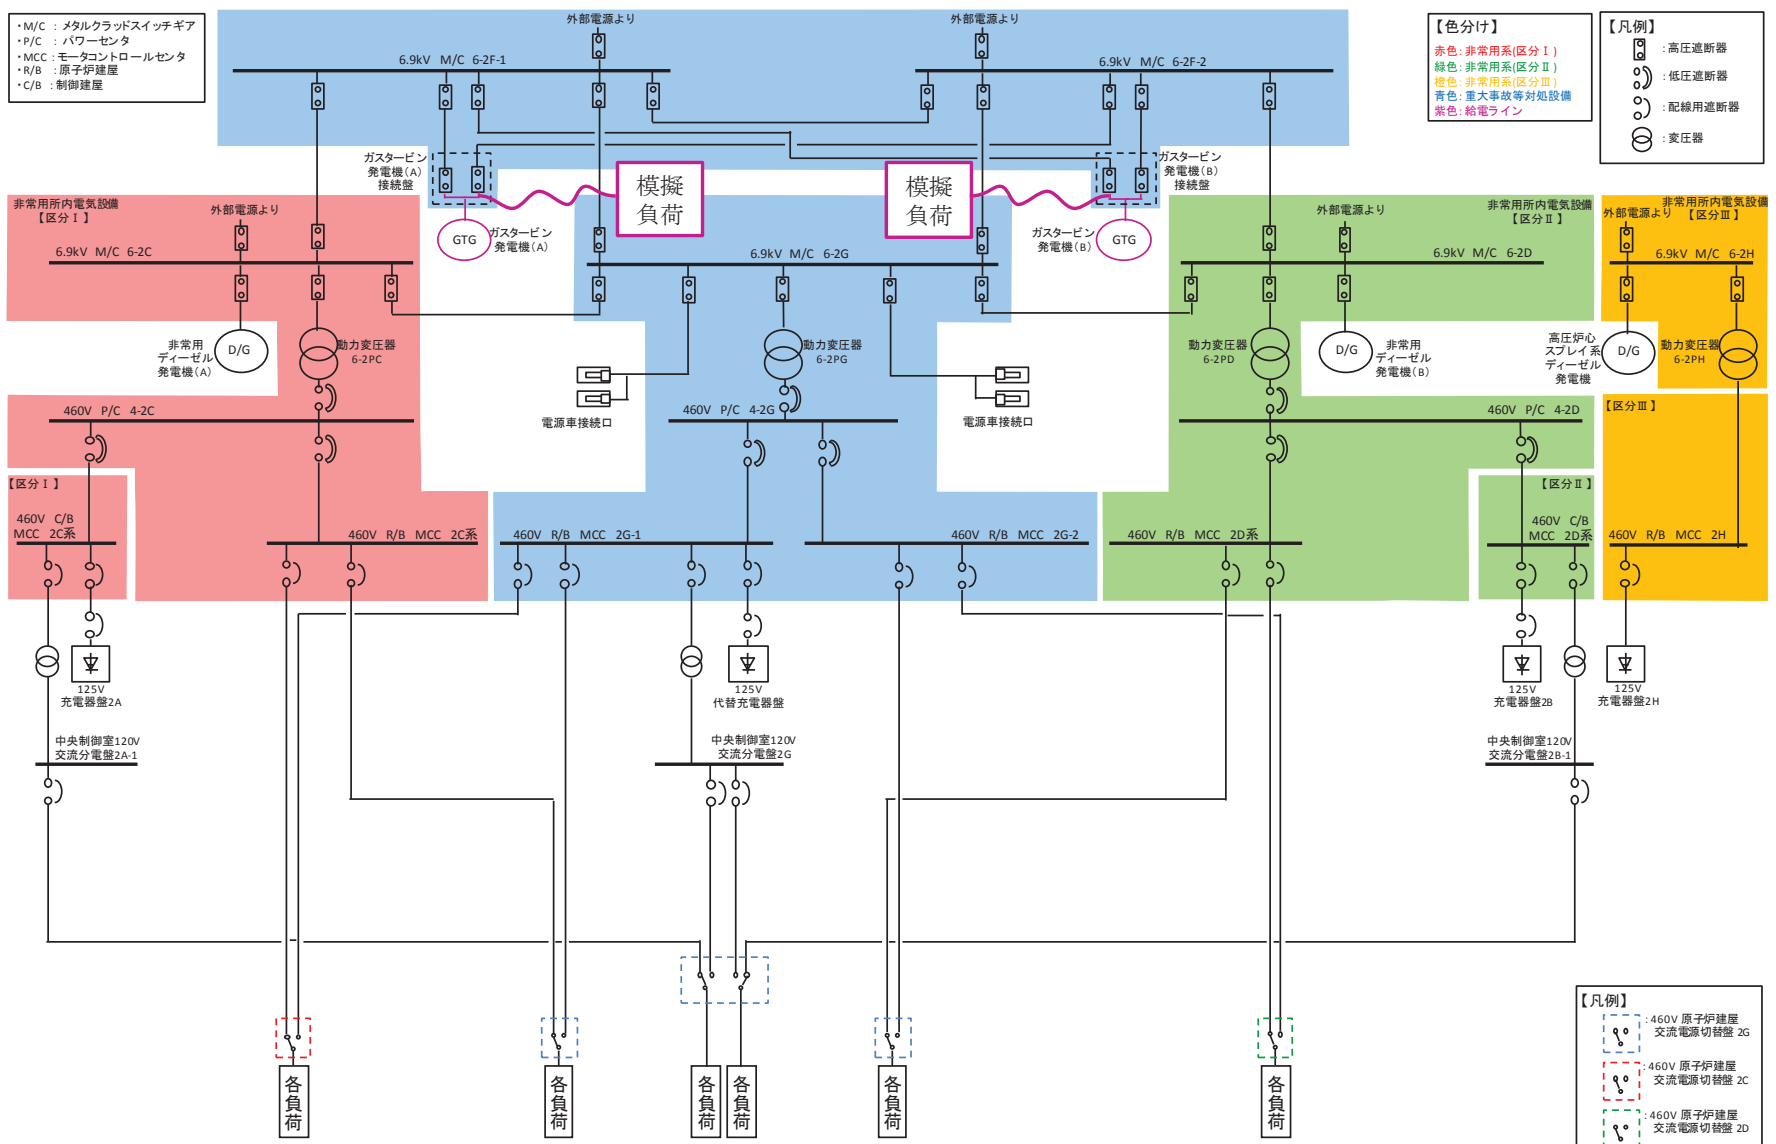 ・M/C ： メタルクラッドスイッチギア
・P/C ： パワーセンタ
・MCC ： モータコントロールセンタ
・R/B ： 原子炉建屋
・C/B ： 制御建屋
外部電源より
外部電源より
6.9kV M/C 6-2F-1
6.9kV M/C 6-2F-2
【色分け】
赤色：非常用系(区分Ⅰ)
緑色：非常用系(区分Ⅱ)
橙色：非常用系(区分Ⅲ)
青色：重大事故等対処設備
紫色：給電ライン
【凡例】
：高圧遮断器
：低圧遮断器
：配線用遮断器
：変圧器
ガスタービン
発電機(A)
接続盤
模擬
負荷
模擬
負荷
ガスタービン
発電機(B)
接続盤
GTG
ガスタービン
発電機(A)
ガスタービン
発電機(B)
GTG
非常用所内電気設備
【区分Ⅰ】
外部電源より
6.9kV M/C 6-2C
6.9kV M/C 6-2G
外部電源より
非常用所内電気設備
【区分Ⅱ】
6.9kV M/C 6-2D
非常用所内電気設備
【区分Ⅲ】
外部電源より
6.9kV M/C 6-2H
非常用
ディーゼル
発電機(A)
D/G
動力変圧器
6-2PC
動力変圧器
6-2PG
動力変圧器
6-2PD
D/G
非常用
ディーゼル
発電機(B)
高圧炉心
スプレイ系
ディーゼル
発電機
D/G
動力変圧器
6-2PH
電源車接続口
電源車接続口
460V P/C 4-2C
460V P/C 4-2G
460V P/C 4-2D
【区分Ⅲ】
【区分Ⅰ】
460V C/B
MCC 2C系
460V R/B MCC 2C系
460V R/B MCC 2G-1
460V R/B MCC 2G-2
460V R/B MCC 2D系
【区分Ⅱ】
460V C/B
MCC 2D系
460V R/B MCC 2H
125V
充電器盤2A
125V
代替充電器盤
125V
充電器盤2B
125V
充電器盤2H
中央制御室120V
交流分電盤2A-1
中央制御室120V
交流分電盤2G
中央制御室120V
交流分電盤2B-1
各負荷
各負荷
各負荷
各負荷
各負荷
各負荷
【凡例】
：460V 原子炉建屋
交流電源切替盤 2G
：460V 原子炉建屋
交流電源切替盤 2C
：460V 原子炉建屋
交流電源切替盤 2D